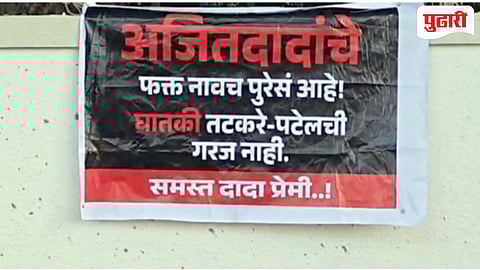 पुढारी
अजितदादांचे
फक्त नावच पुरेसं आहे!
घातकी तटकरे-पटेलची
गरज नाही.
समस्त दादा प्रेमी..!